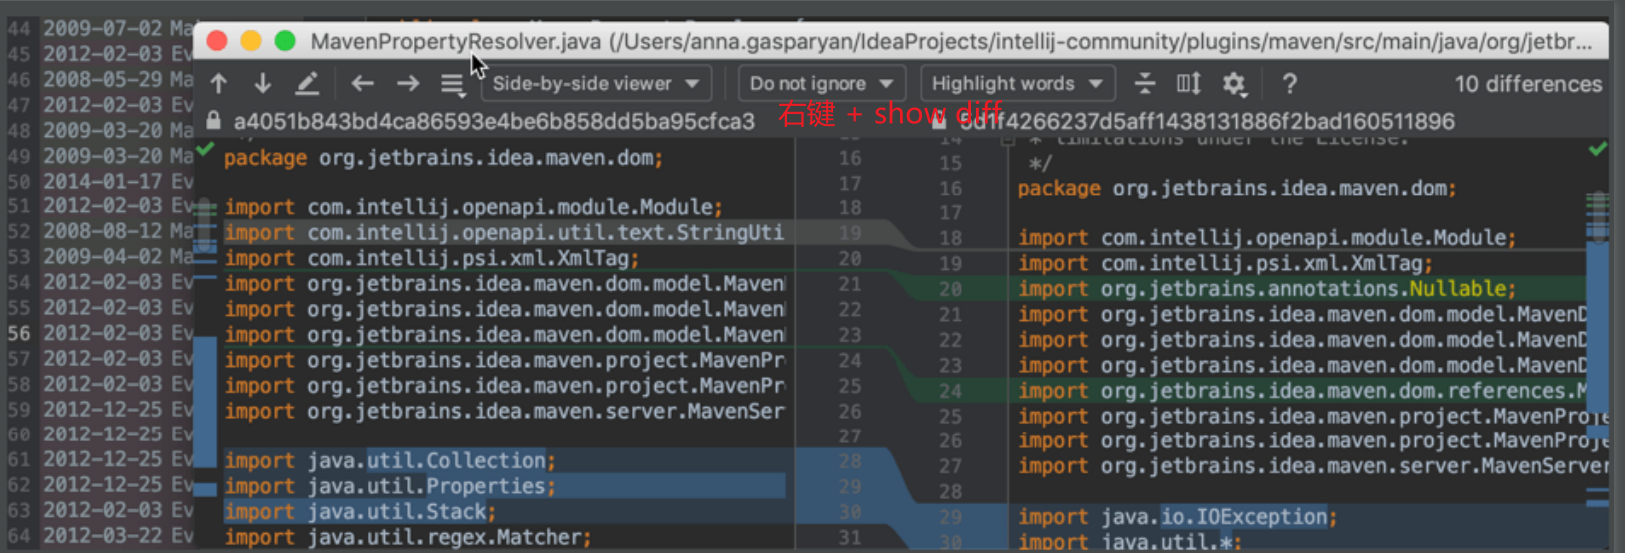 44 2009-07-02 Ma
45 2012-02-03 Ev
46 2008-05-29 Ma
47 2012-02-03 Ev
48 2009-03-20 Ma
49 2009-03-20 Ma
50 2014-01-17 Ev
51 2012-02-03 Ev
52 2008-08-12 Ma
53 2009-04-02 Ma
54 2012-02-03 Ev
55 2012-02-03 Ev
56 2012-02-03 Ev
57 2012-02-03 Ev
58 2012-02-03 Ev
59 2012-12-25 Ev
60 2012-12-25 Ev
61 2012-12-25 Ev
62 2012-12-25 Ev
63 2012-02-03 Ev
64 2012-03-22 Ev
MavenPropertyResolver.java (/Users/anna.gasparyan/IdeaProjects/intellij-community/plugins/maven/src/main/java/org/jetbr...
Side-by-side viewer Do not ignore Highlight words ? 10 differences
右键 + show diff
a4051b843bd4ca86593e4be6b858dd5ba95cfca3
9d1f4266237d5aff1438131886f2bad160511896
package org.jetbrains.idea.maven.dom; 16
17
import com.intellij.openapi.module.Module; 18
import com.intellij.openapi.util.text.StringUti 19
import com.intellij.psi.xml.XmlTag; 20
import org.jetbrains.idea.maven.dom.model.Maven 21
import org.jetbrains.idea.maven.dom.model.Maven 22
import org.jetbrains.idea.maven.dom.model.Maven 23
import org.jetbrains.idea.maven.project.MavenPr 24
import org.jetbrains.idea.maven.project.MavenPr 25
import org.jetbrains.idea.maven.server.MavenSer 26
27
import java.util.Collection; 28
import java.util.Properties; 29
import java.util.Stack; 30
import java.util.regex.Matcher; 31
14 * limitations under the License.
15 */
16 package org.jetbrains.idea.maven.dom;
17
18 import com.intellij.openapi.module.Module;
19 import com.intellij.psi.xml.XmlTag;
20 import org.jetbrains.annotations.Nullable;
21 import org.jetbrains.idea.maven.dom.model.MavenD
22 import org.jetbrains.idea.maven.dom.model.MavenD
23 import org.jetbrains.idea.maven.dom.model.MavenD
24 import org.jetbrains.idea.maven.dom.references.M
25 import org.jetbrains.idea.maven.project.MavenProje
26 import org.jetbrains.idea.maven.project.MavenProje
27 import org.jetbrains.idea.maven.server.MavenServer
28
29 import java.io.IOException;
30 import java.util.*;